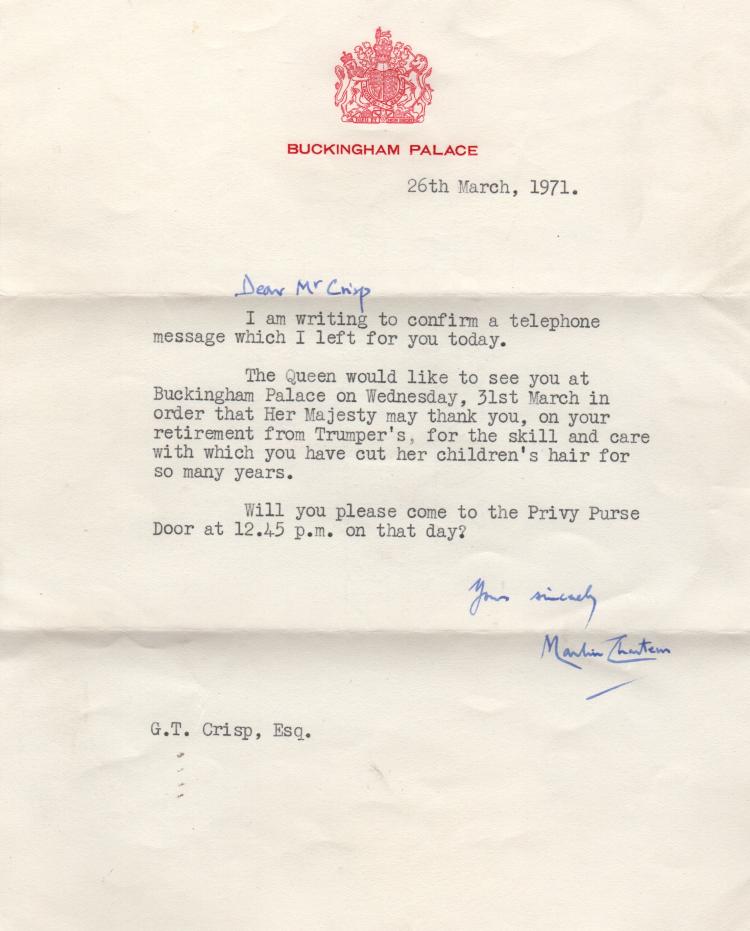 BUCKINGHAM PALACE
26th March, 1971.
Dear Mr Crisp
I am writing to confirm a telephone
message which I left for you today.
The Queen would like to see you at
Buckingham Palace on Wednesday, 31st March in
order that Her Majesty may thank you, on your
retirement from Trumper's, for the skill and care
with which you have cut her children's hair for
so many years.
Will you please come to the Privy Purse
Door at 12.45 p.m. on that day?
Yours sincerely
Martin Charteris
G.T. Crisp, Esq.